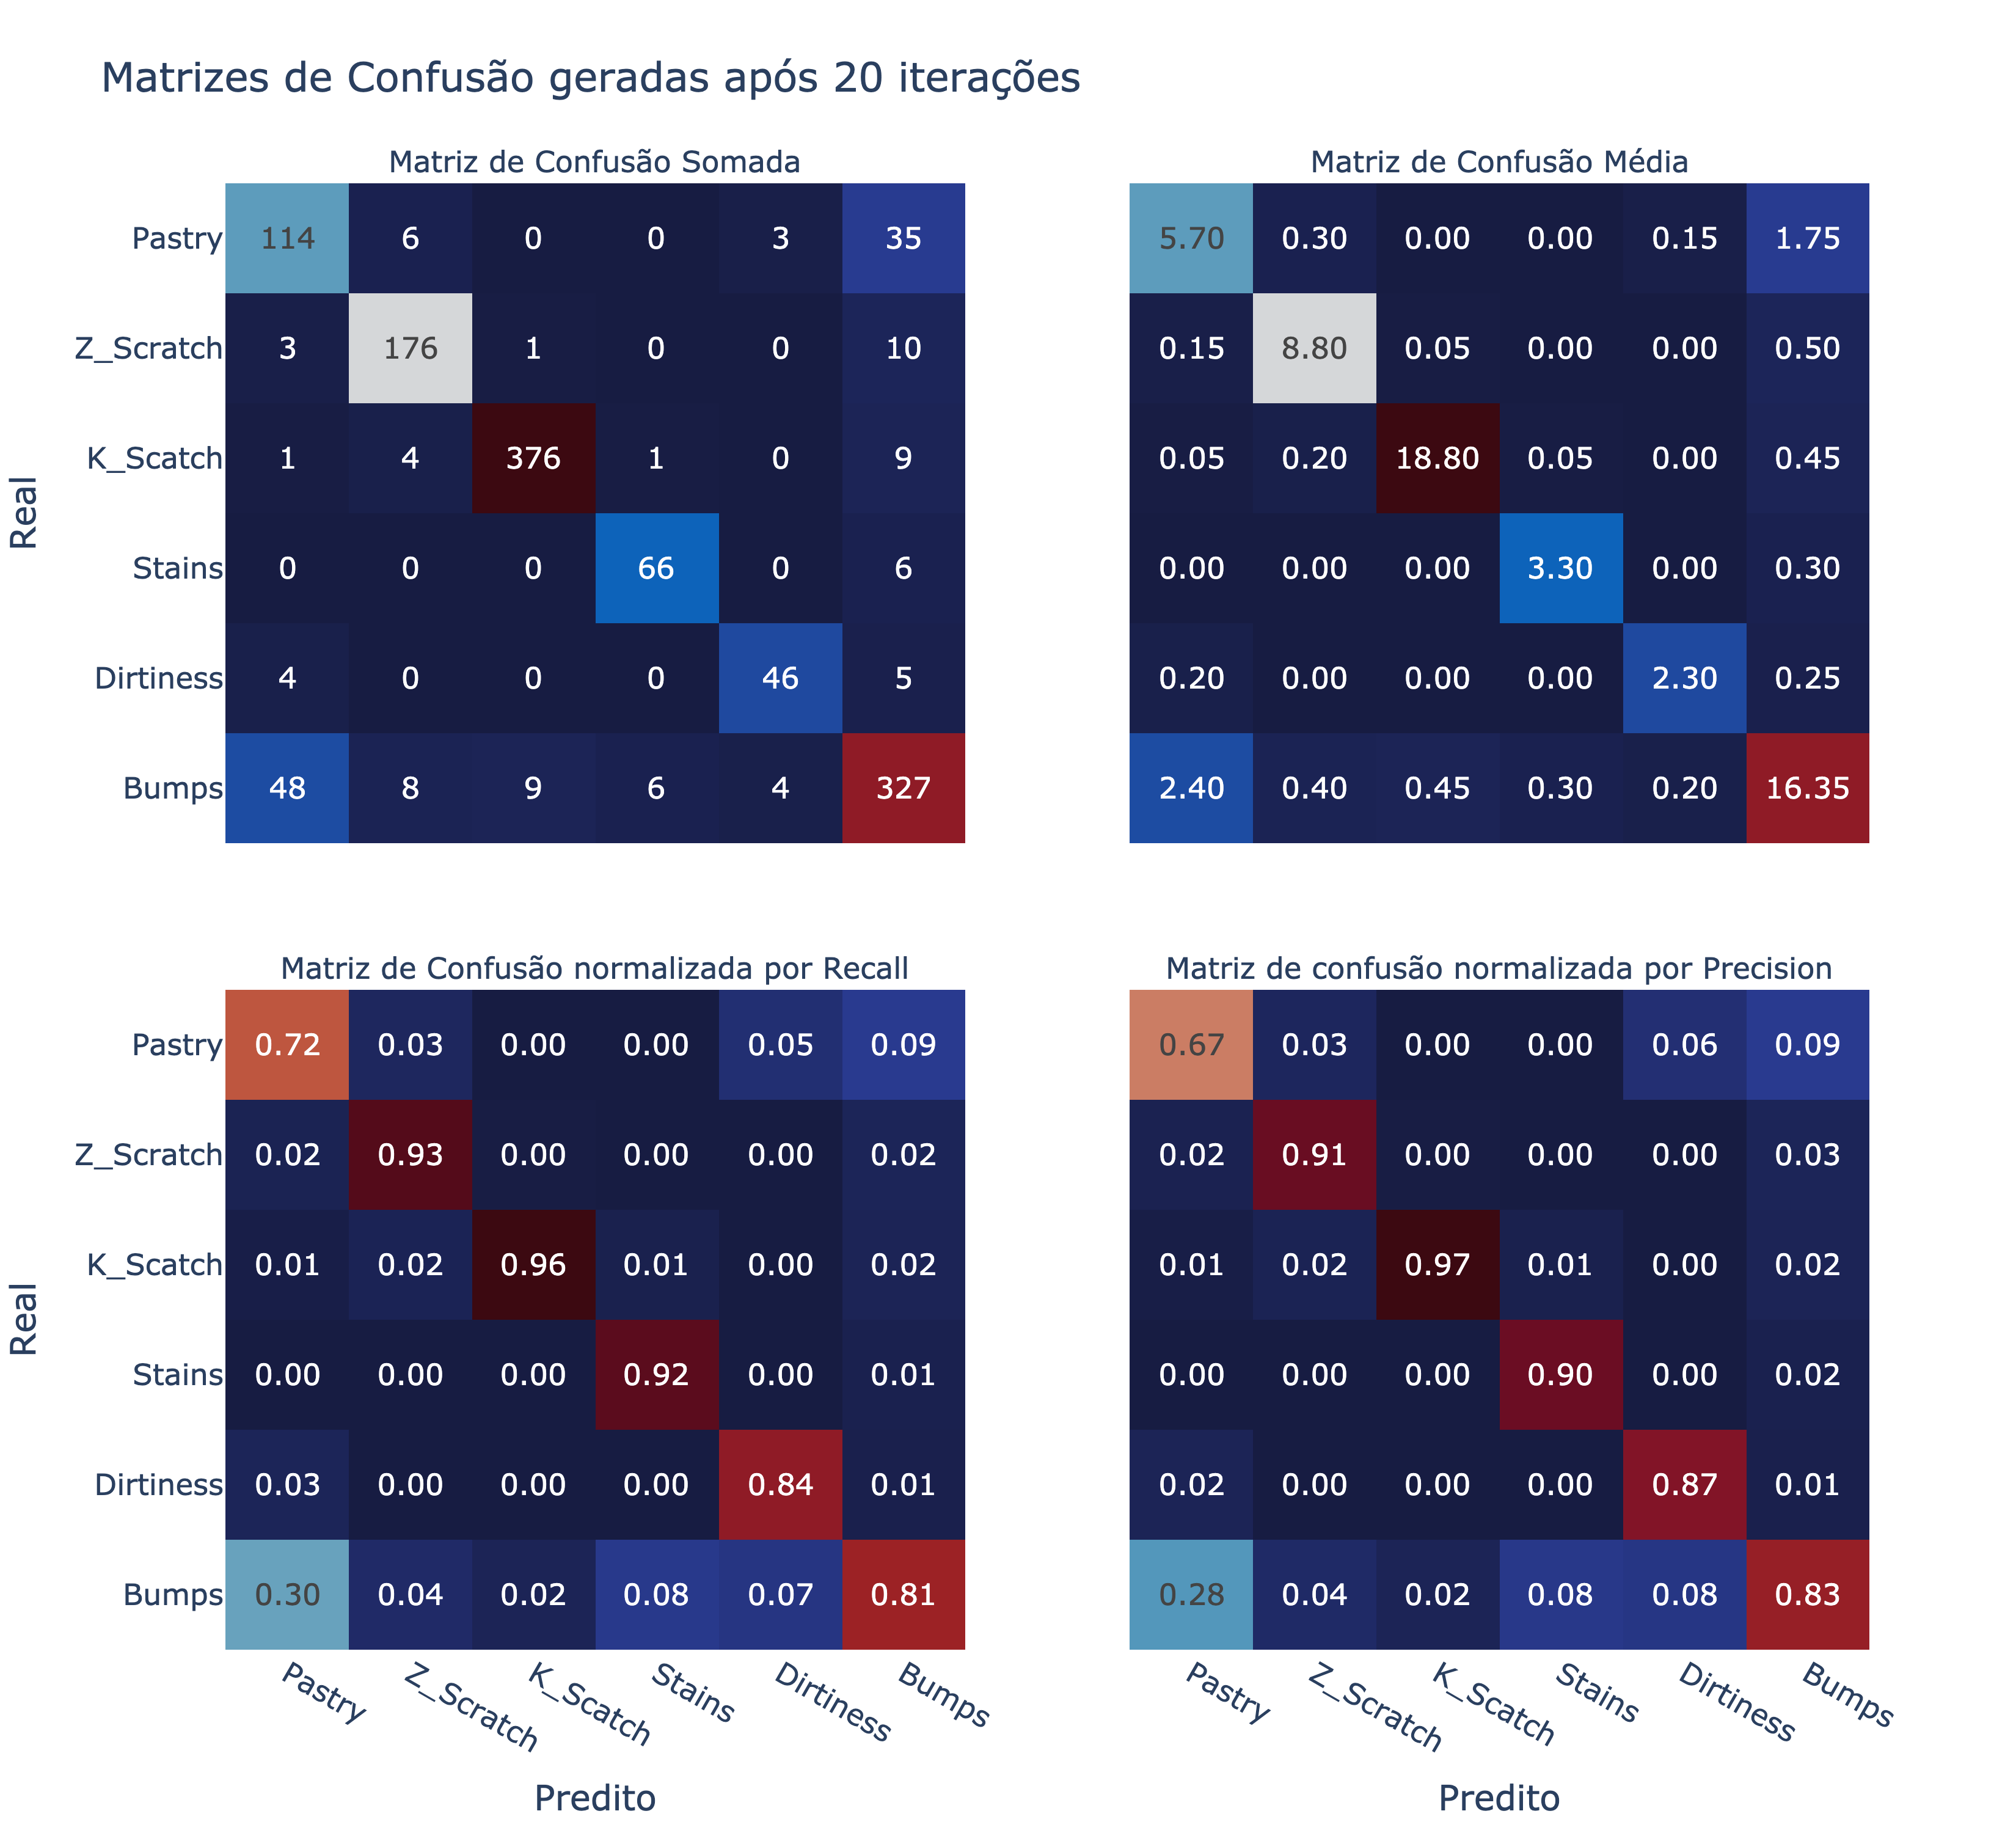 Matrizes de Confusão geradas após 20 iterações
Matriz de Confusão Somada
Matriz de Confusão Média
Real
Pastry 114 6 0 0 3 35
Z_Scratch 3 176 1 0 0 10
K_Scatch 1 4 376 1 0 9
Stains 0 0 0 66 0 6
Dirtiness 4 0 0 0 46 5
Bumps 48 8 9 6 4 327
5.70 0.30 0.00 0.00 0.15 1.75
0.15 8.80 0.05 0.00 0.00 0.50
0.05 0.20 18.80 0.05 0.00 0.45
0.00 0.00 0.00 3.30 0.00 0.30
0.20 0.00 0.00 0.00 2.30 0.25
2.40 0.40 0.45 0.30 0.20 16.35
Matriz de Confusão normalizada por Recall
Matriz de confusão normalizada por Precision
Real
Pastry 0.72 0.03 0.00 0.00 0.05 0.09
Z_Scratch 0.02 0.93 0.00 0.00 0.00 0.02
K_Scatch 0.01 0.02 0.96 0.01 0.00 0.02
Stains 0.00 0.00 0.00 0.92 0.00 0.01
Dirtiness 0.03 0.00 0.00 0.00 0.84 0.01
Bumps 0.30 0.04 0.02 0.08 0.07 0.81
Pastry Z_Scratch K_Scatch Stains Dirtiness Bumps
Predito
0.67 0.03 0.00 0.00 0.06 0.09
0.02 0.91 0.00 0.00 0.00 0.03
0.01 0.02 0.97 0.01 0.00 0.02
0.00 0.00 0.00 0.90 0.00 0.02
0.02 0.00 0.00 0.00 0.87 0.01
0.28 0.04 0.02 0.08 0.08 0.83
Pastry Z_Scratch K_Scatch Stains Dirtiness Bumps
Predito